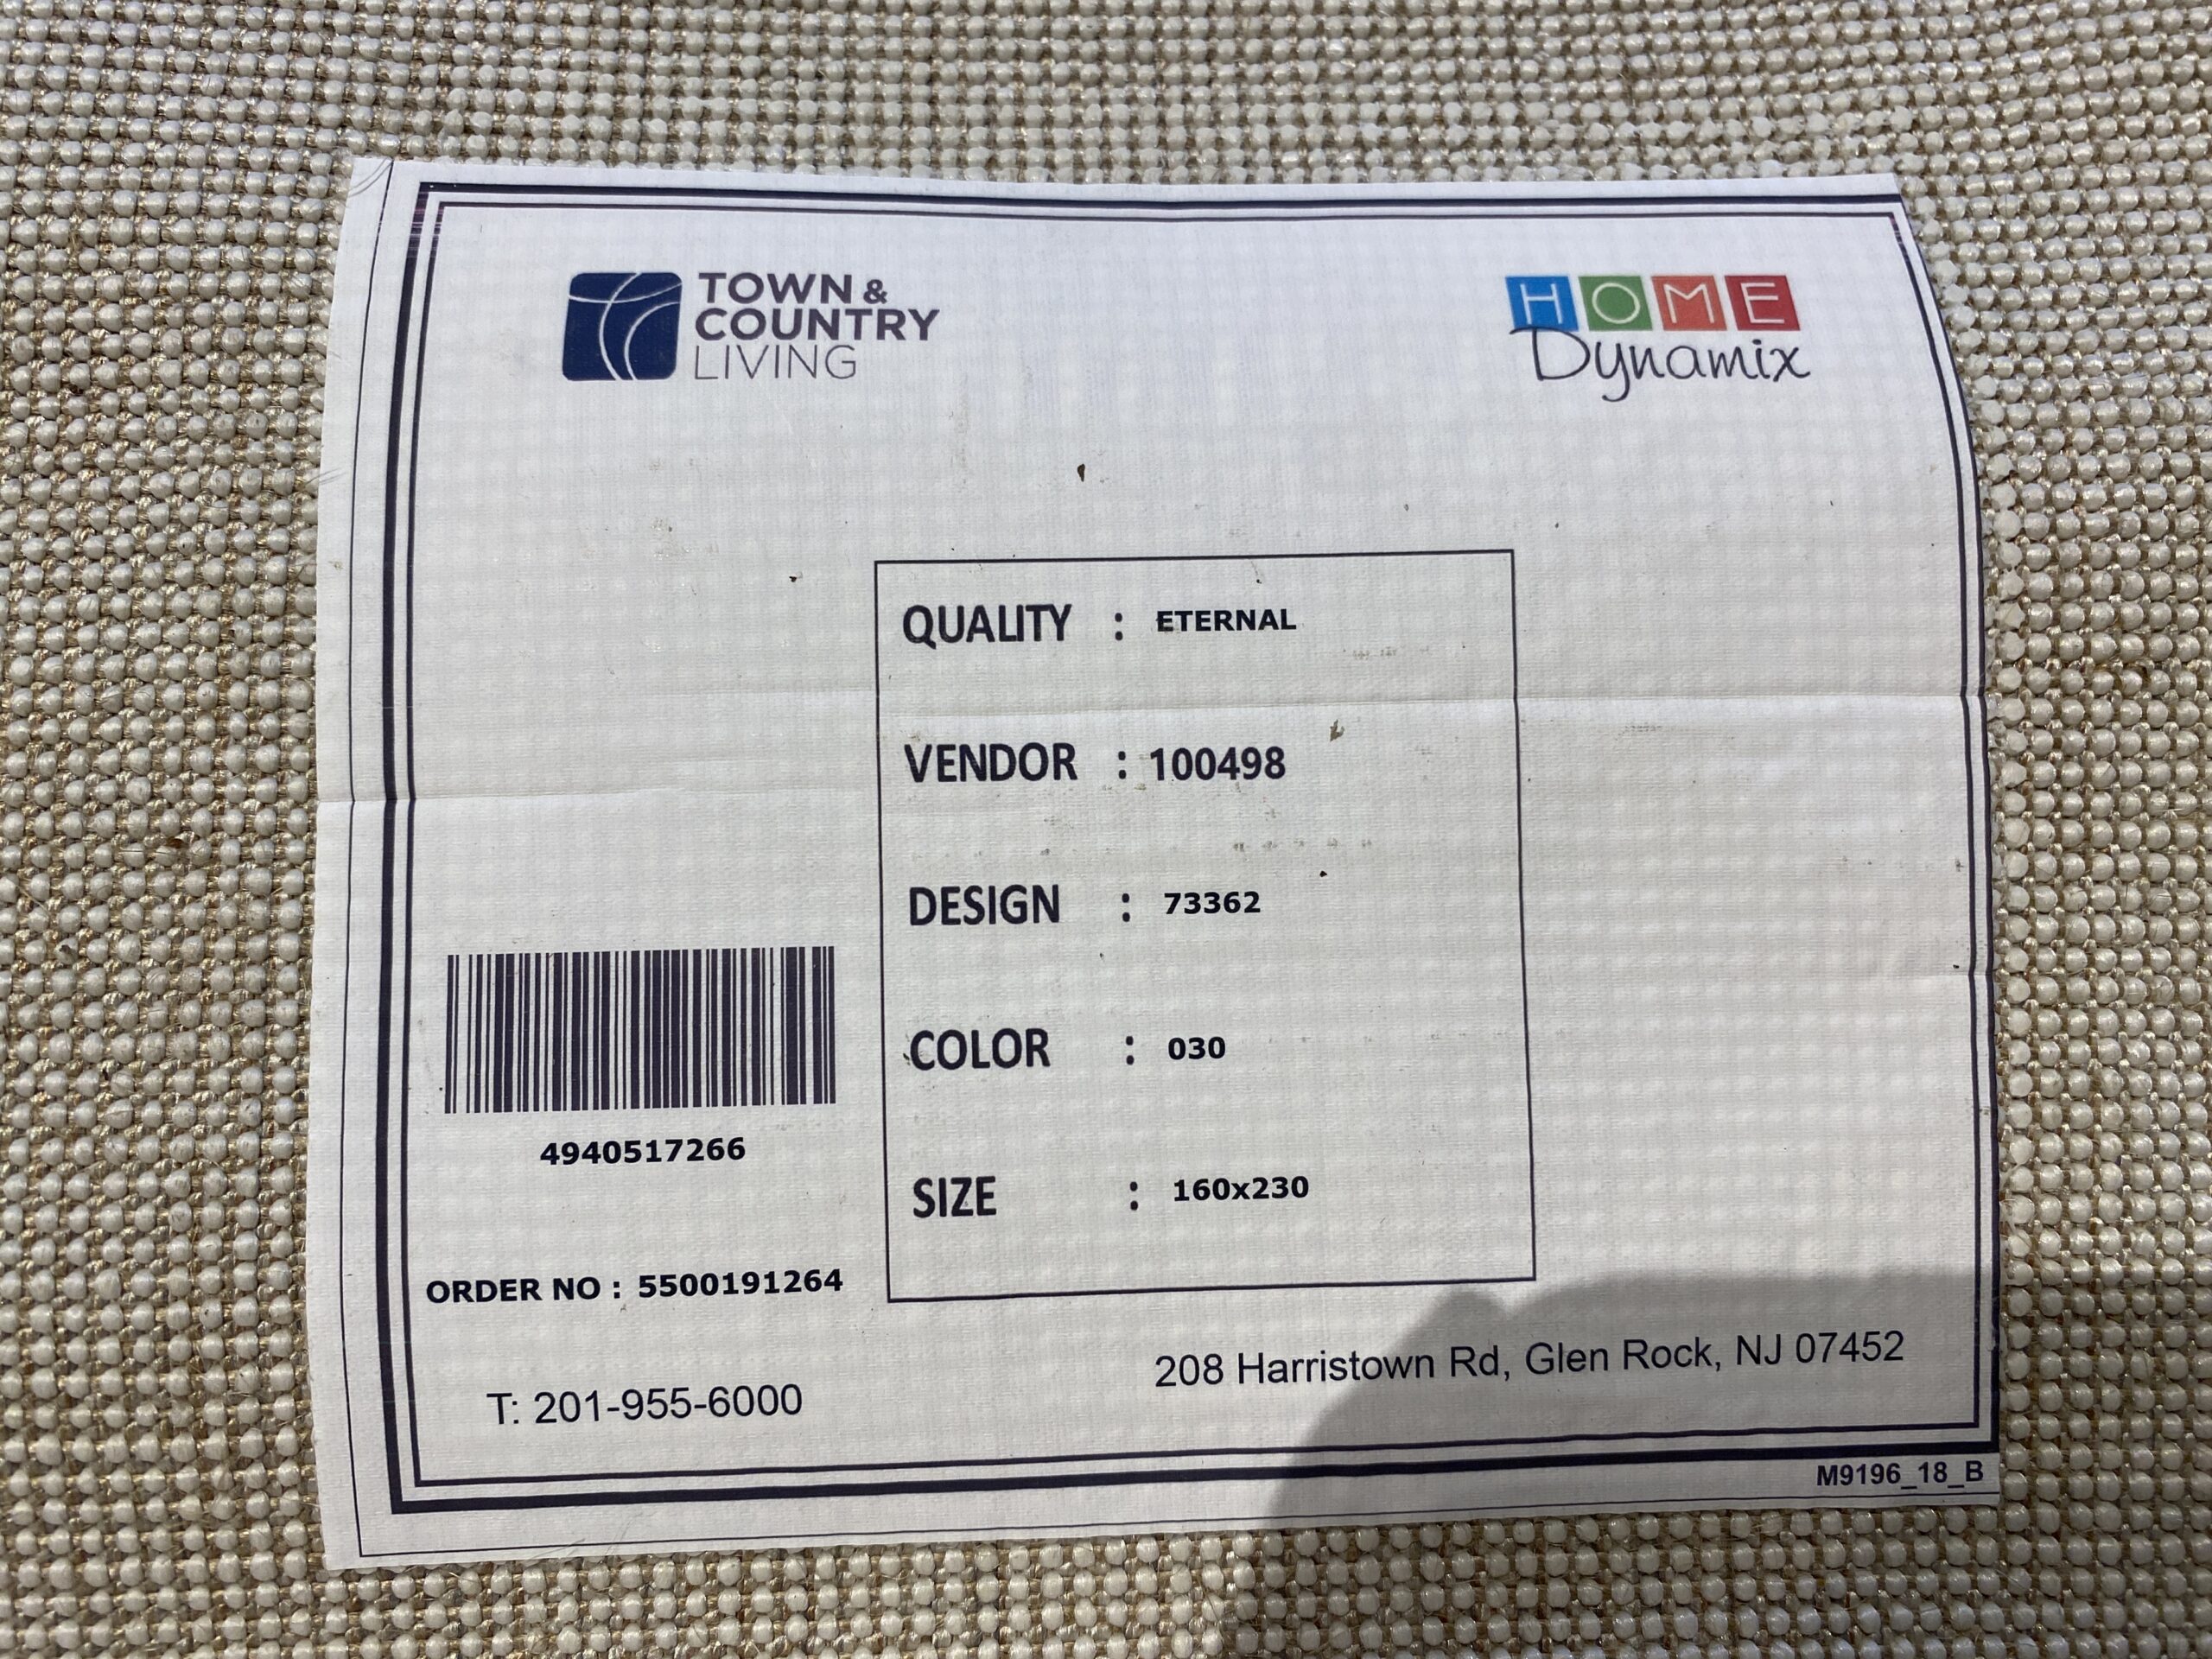 TOWN &
COUNTRY
LIVING
HOME
Dynamix
QUALITY : ETERNAL
VENDOR : 100498
DESIGN : 73362
COLOR : 030
SIZE : 160x230
4940517266
ORDER NO : 5500191264
T: 201-955-6000
208 Harristown Rd, Glen Rock, NJ 07452
M9196_18_B